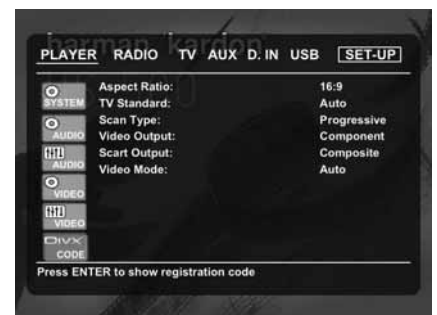 harman kardon
PLAYER RADIO TV AUX D. IN USB SET-UP
SYSTEM
AUDIO
AUDIO
VIDEO
VIDEO
DIVX
CODE
Aspect Ratio: 16:9
TV Standard: Auto
Scan Type: Progressive
Video Output: Component
Scart Output: Composite
Video Mode: Auto
Press ENTER to show registration code